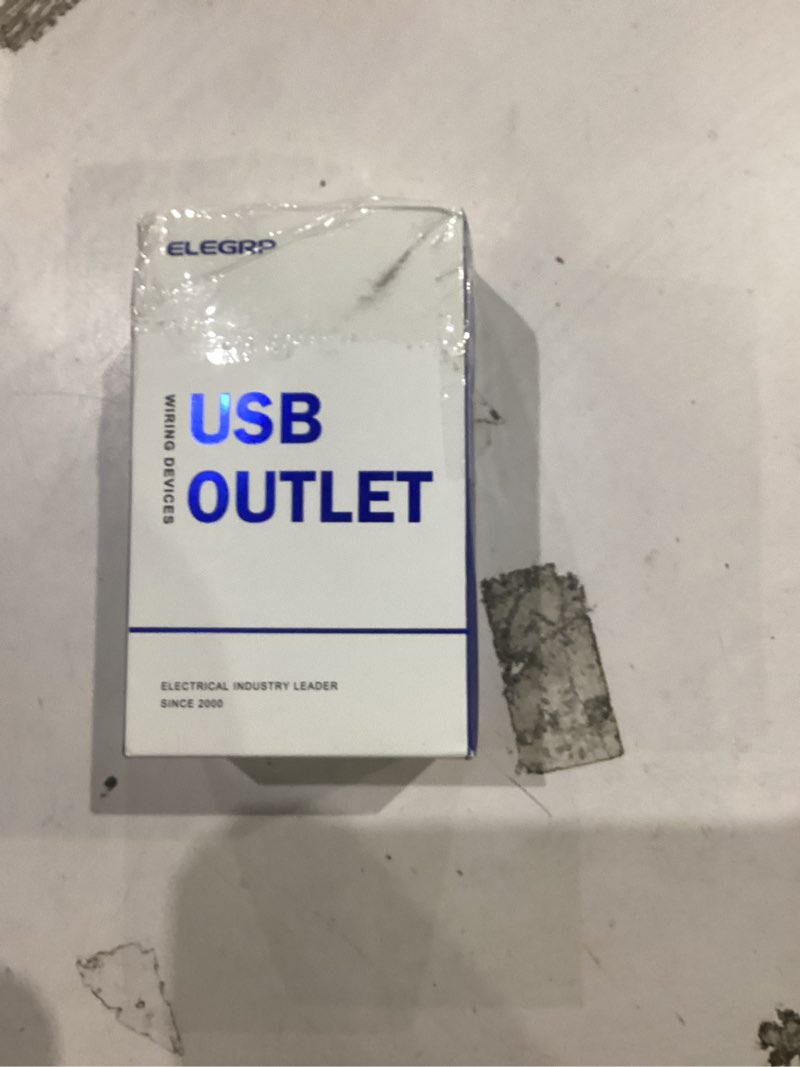 ELEGRP
WIRING DEVICES
USB
OUTLET
ELECTRICAL INDUSTRY LEADER
SINCE 2000